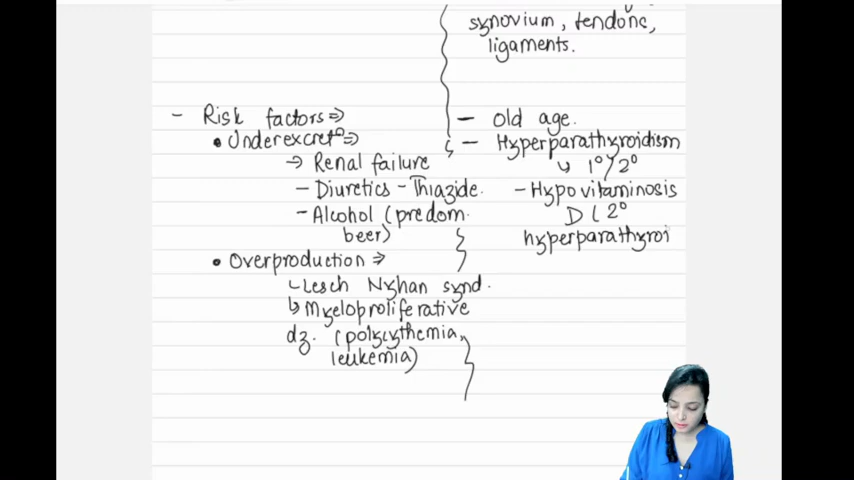 synovium, tendons,
ligaments.
- Risk factors ⇒
• Underexcretⁿ ⇒
→ Renal failure
- Diuretics - Thiazide.
- Alcohol (predom.
beer)
• Overproduction ⇒
↳ Lesch Nyhan synd.
↳ Myeloproliferative
dz. (polycythemia,
leukemia)
- Old age.
- Hyperparathyroidism
↳ 1°/2°
- Hypovitaminosis
D (2°
hyperparathyroi